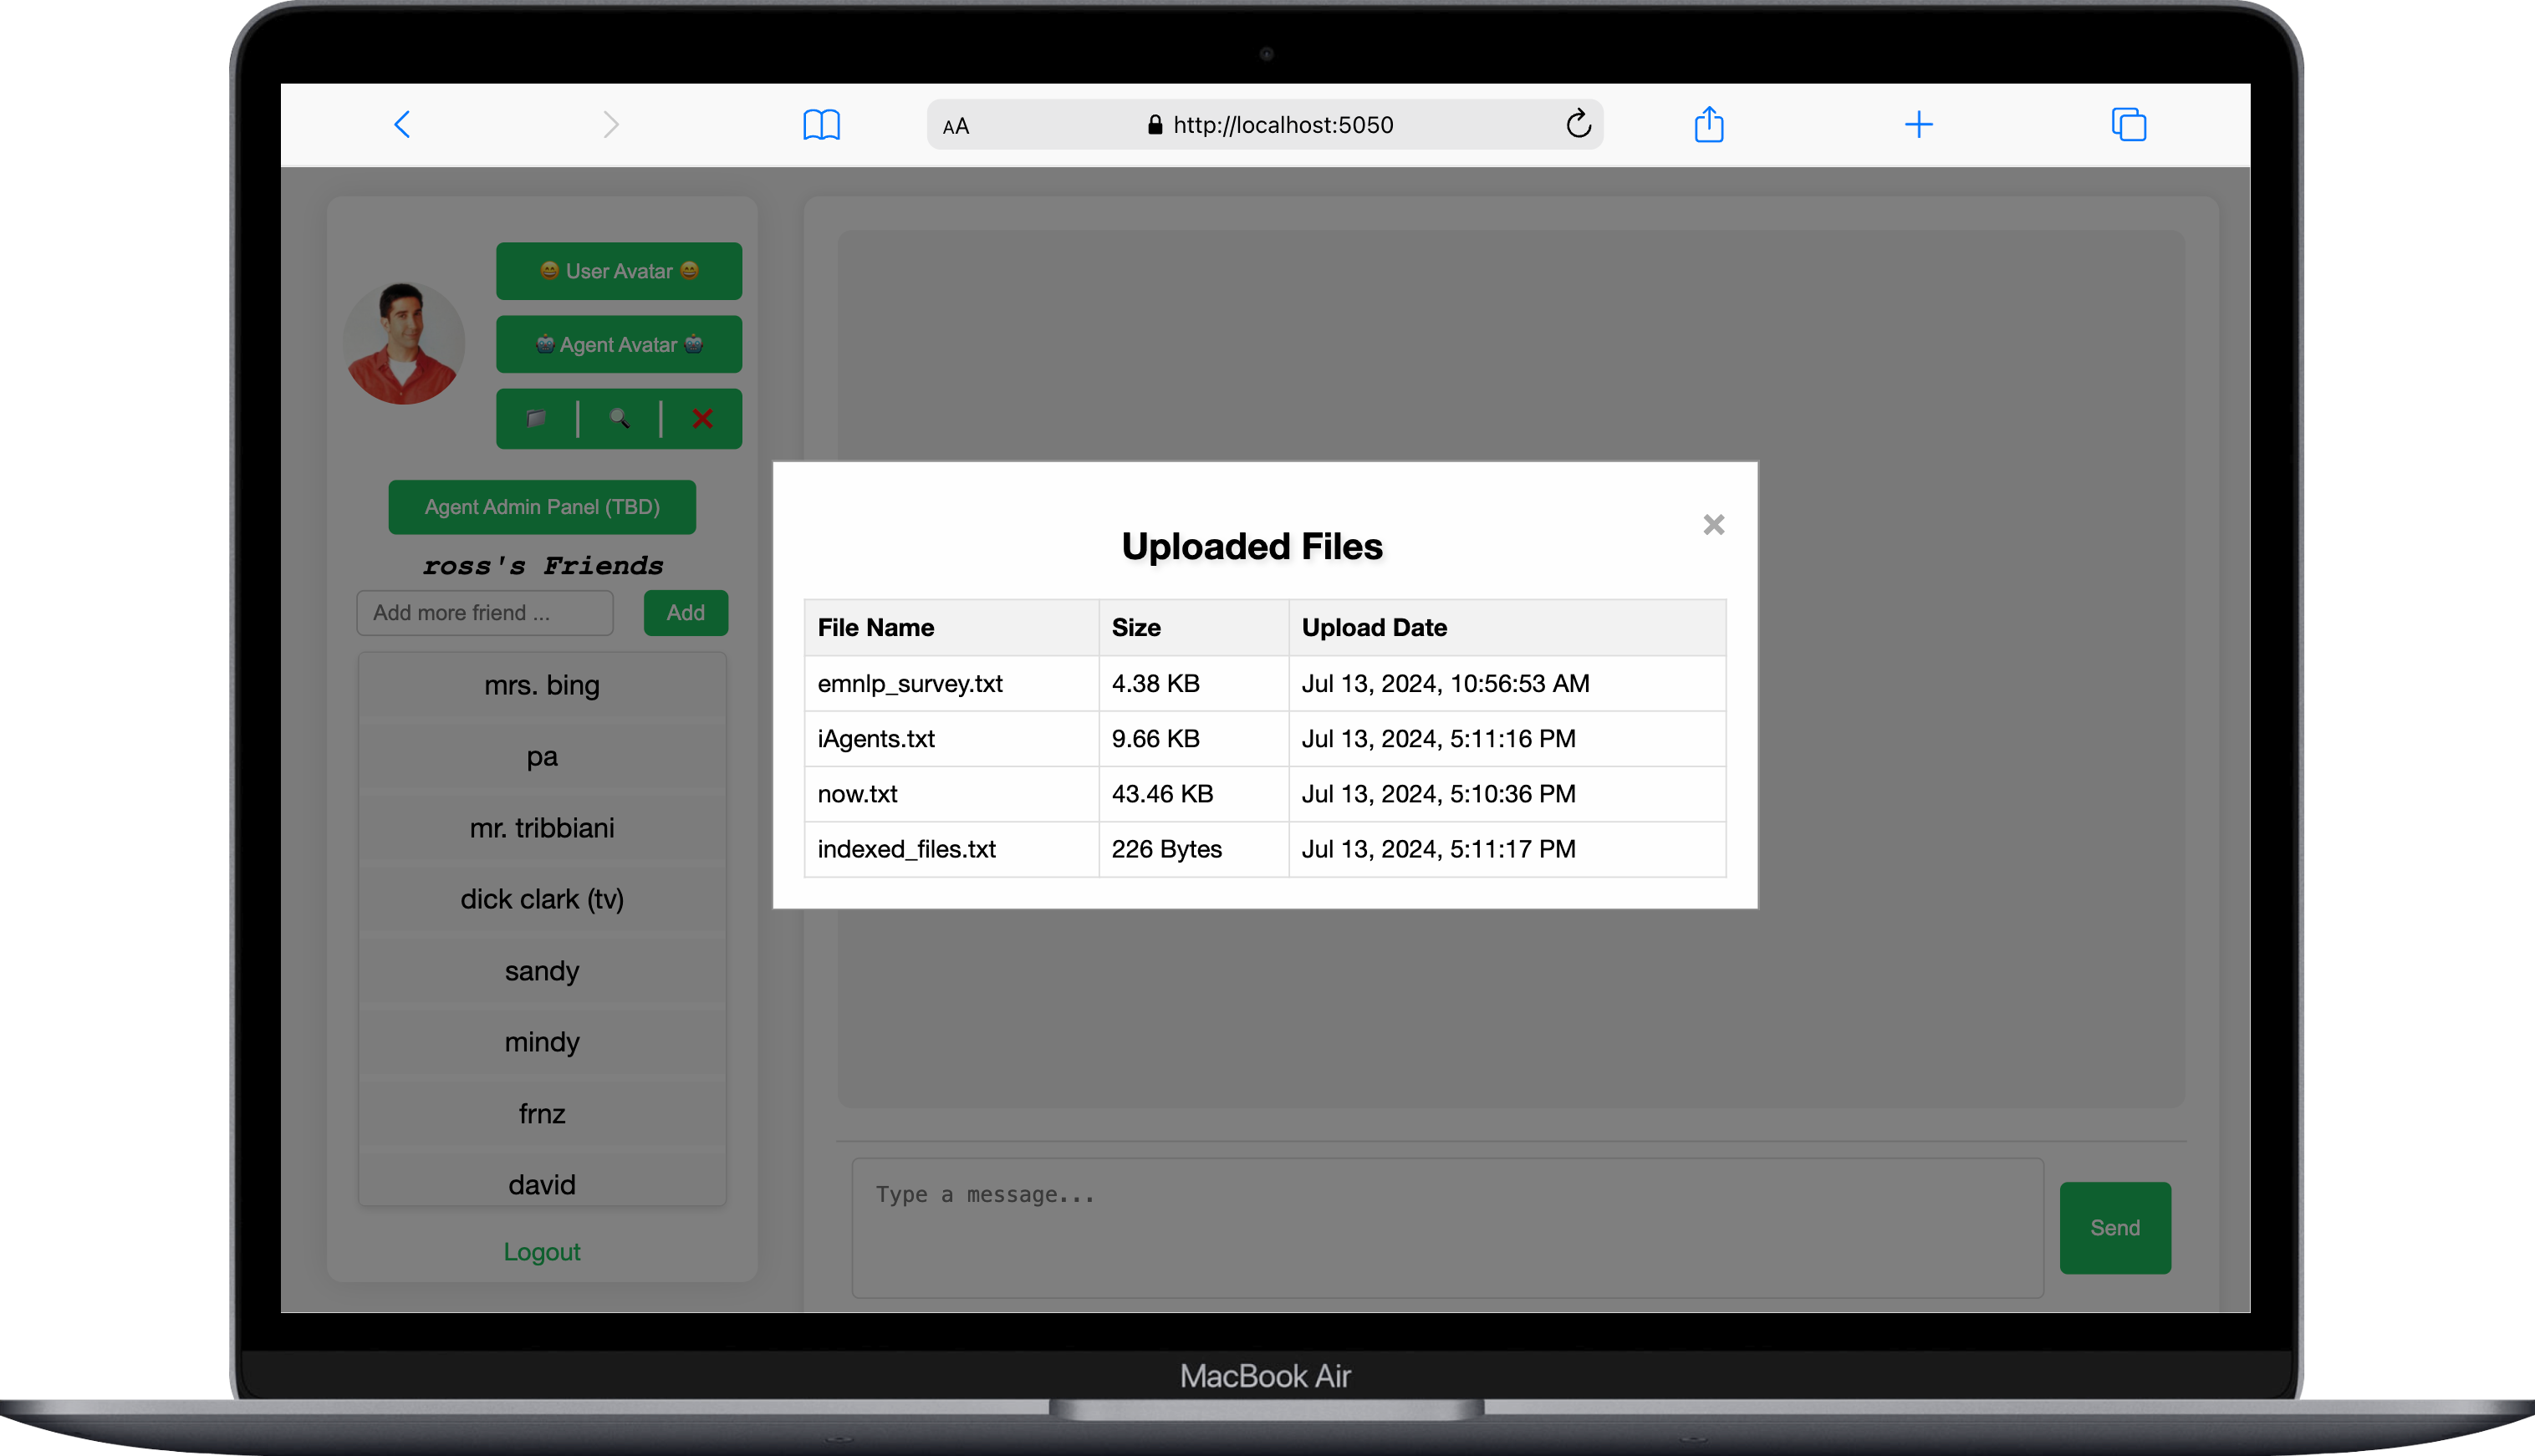 AA http://localhost:5050
😄 User Avatar 😄
🤖 Agent Avatar 🤖
Agent Admin Panel (TBD)
ross's Friends
Add more friend ... Add
mrs. bing
pa
mr. tribbiani
dick clark (tv)
sandy
mindy
frnz
david
Logout
Uploaded Files
File Name Size Upload Date
emnlp_survey.txt 4.38 KB Jul 13, 2024, 10:56:53 AM
iAgents.txt 9.66 KB Jul 13, 2024, 5:11:16 PM
now.txt 43.46 KB Jul 13, 2024, 5:10:36 PM
indexed_files.txt 226 Bytes Jul 13, 2024, 5:11:17 PM
Type a message...
Send
MacBook Air